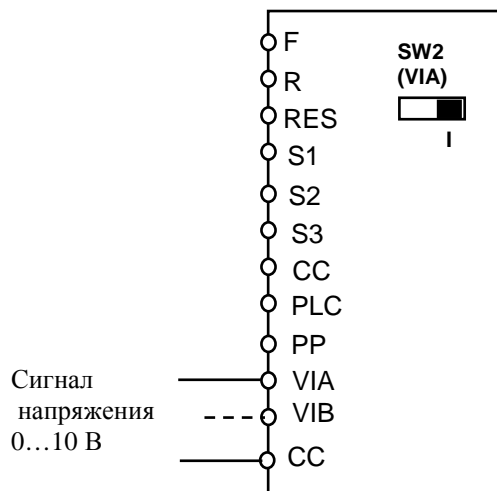 F
SW2
(VIA)
R
RES
I
S1
S2
S3
CC
PLC
PP
Сигнал
напряжения
0...10 В
VIA
VIB
CC